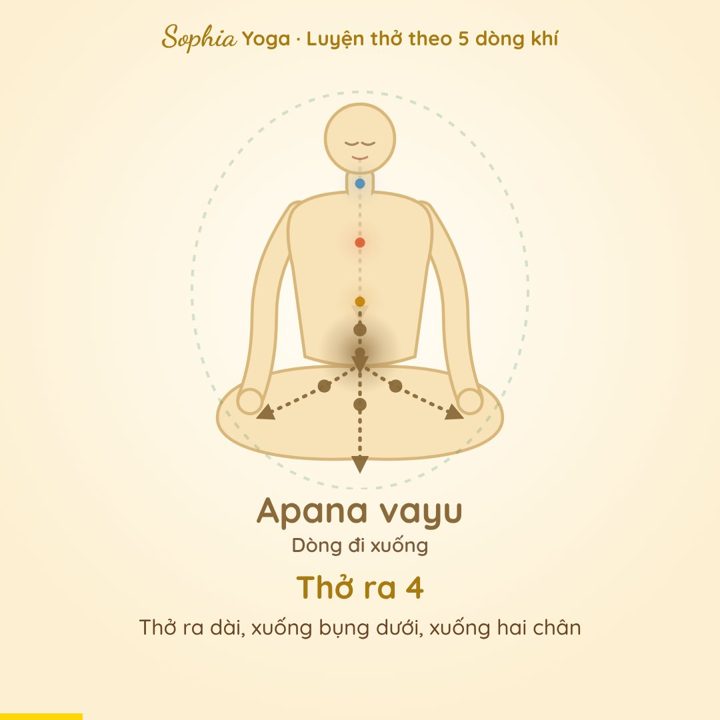 Sophia Yoga · Luyện thở theo 5 dòng khí
Apana vayu
Dòng đi xuống
Thở ra 4
Thở ra dài, xuống bụng dưới, xuống hai chân